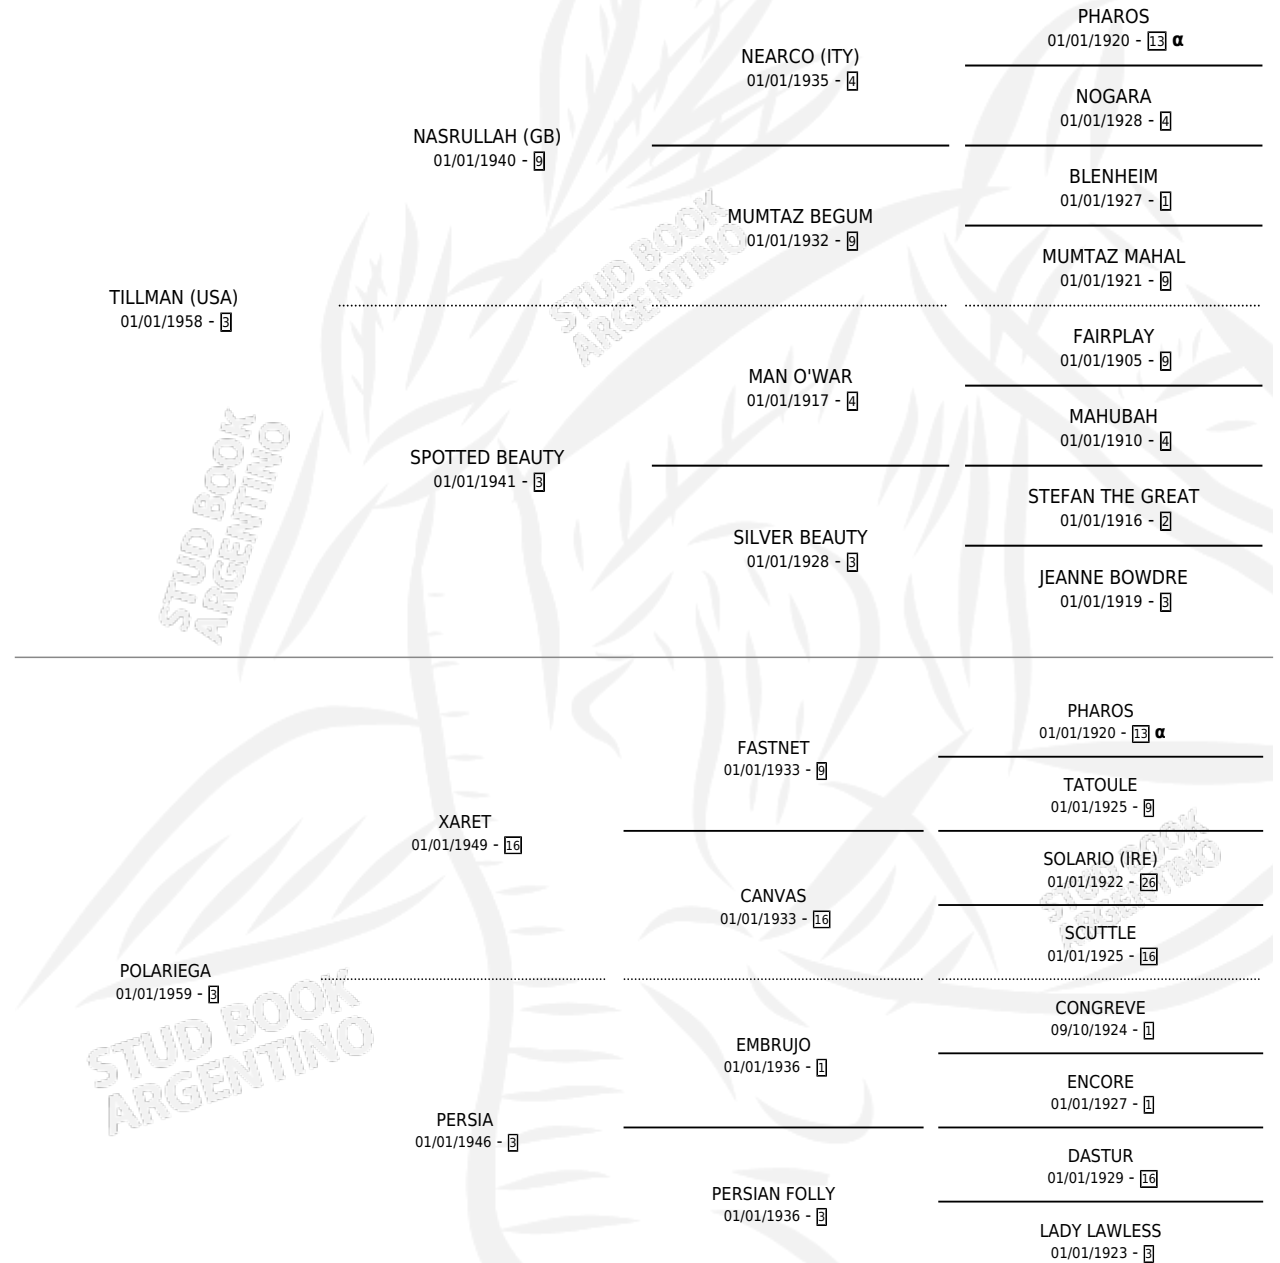 PHAROS
01/01/1920 - 13 α
NEARCO (ITY)
01/01/1935 - 4
NOGARA
01/01/1928 - 4
NASRULLAH (GB)
01/01/1940 - 9
BLENHEIM
01/01/1927 - 1
MUMTAZ BEGUM
01/01/1932 - 9
MUMTAZ MAHAL
01/01/1921 - 9
TILLMAN (USA)
01/01/1958 - 3
FAIRPLAY
01/01/1905 - 9
MAN O'WAR
01/01/1917 - 4
MAHUBAH
01/01/1910 - 4
SPOTTED BEAUTY
01/01/1941 - 3
STEFAN THE GREAT
01/01/1916 - 2
SILVER BEAUTY
01/01/1928 - 3
JEANNE BOWDRE
01/01/1919 - 3
STUD BOOK
ARGENTINO
STUD BOOK
ARGENTINO
PHAROS
01/01/1920 - 13 α
FASTNET
01/01/1933 - 9
TATOULE
01/01/1925 - 9
XARET
01/01/1949 - 16
SOLARIO (IRE)
01/01/1922 - 26
CANVAS
01/01/1933 - 16
SCUTTLE
01/01/1925 - 16
POLARIEGA
01/01/1959 - 3
CONGREVE
09/10/1924 - 1
EMBRUJO
01/01/1936 - 1
ENCORE
01/01/1927 - 1
PERSIA
01/01/1946 - 3
DASTUR
01/01/1929 - 16
PERSIAN FOLLY
01/01/1936 - 3
LADY LAWLESS
01/01/1923 - 3
STUD BOOK
ARGENTINO
STUD BOOK
ARGENTINO